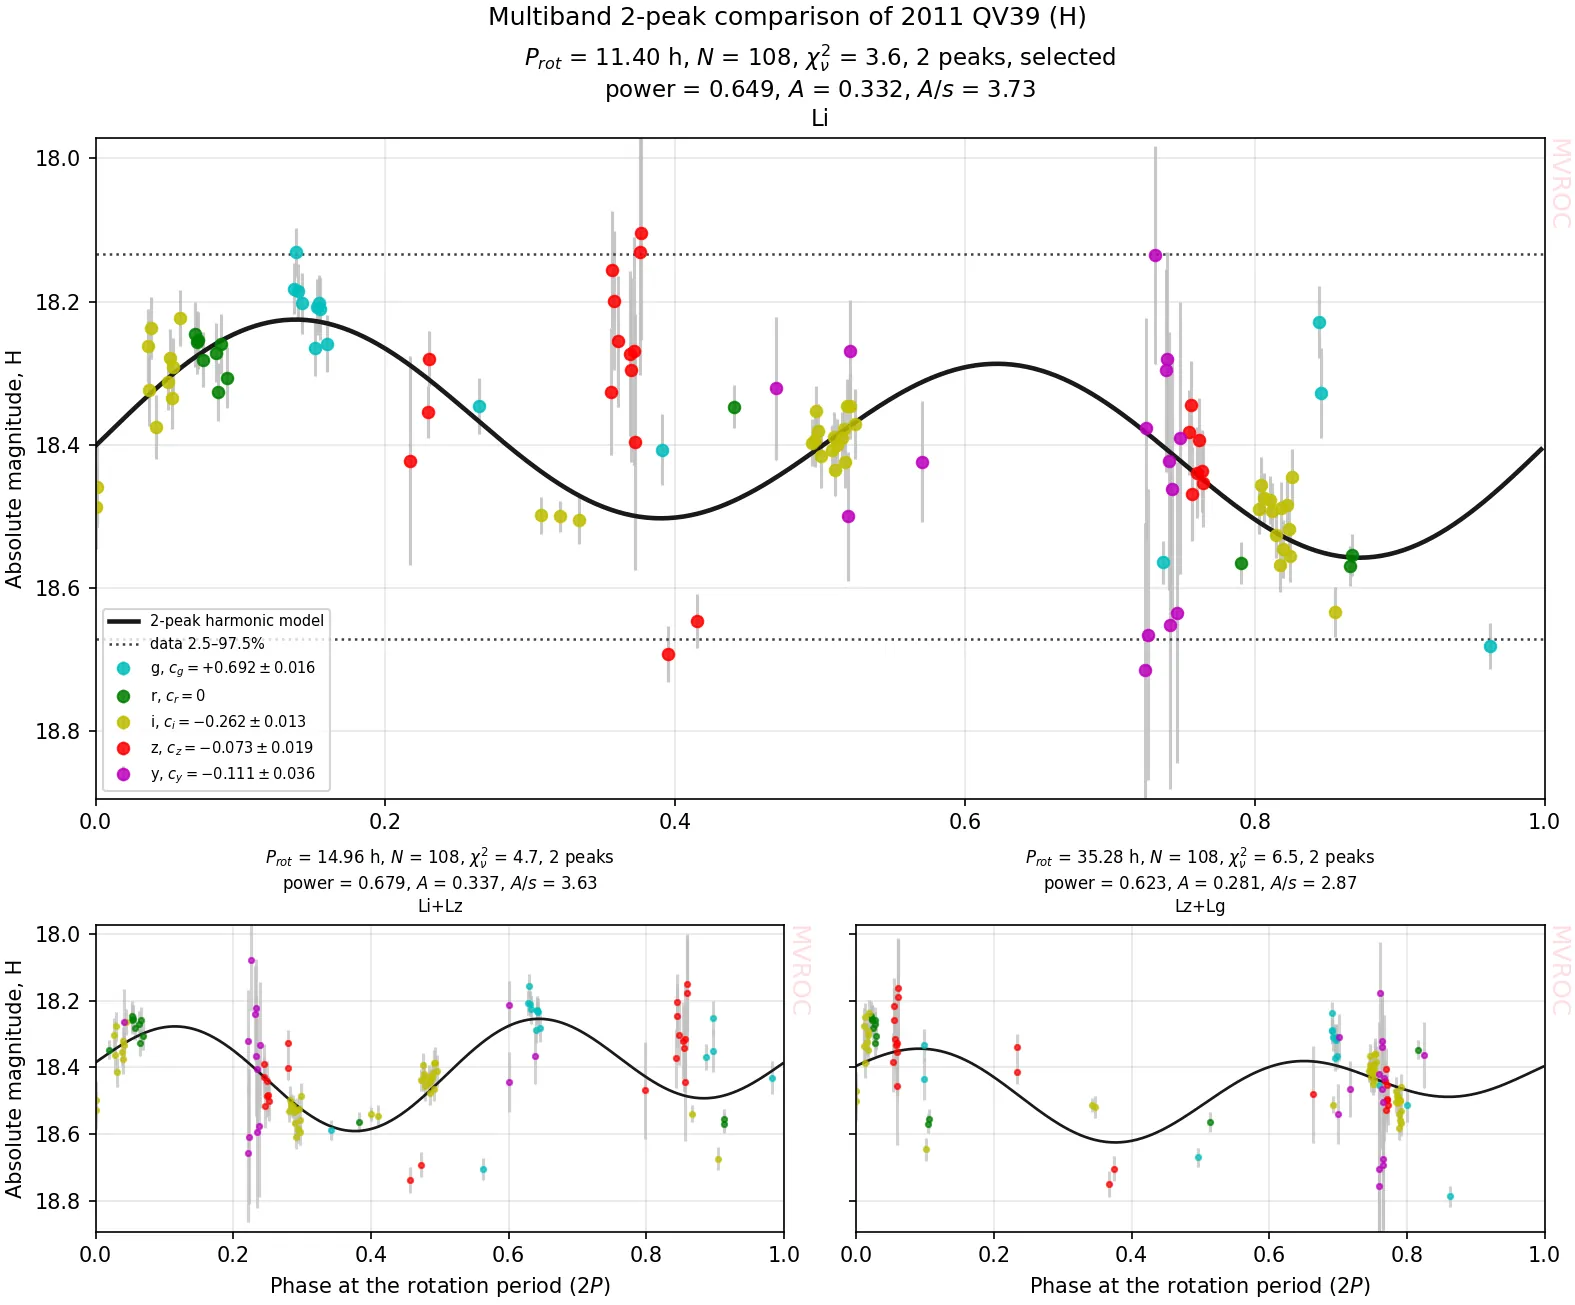 Multiband 2-peak comparison of 2011 QV39 (H)
P_rot = 11.40 h, N = 108, χ²_ν = 3.6, 2 peaks, selected
power = 0.649, A = 0.332, A/s = 3.73
Li
MVROC
Absolute magnitude, H
18.0
18.2
18.4
18.6
18.8
2-peak harmonic model
data 2.5–97.5%
g, c_g = +0.692 ± 0.016
r, c_r = 0
i, c_i = −0.262 ± 0.013
z, c_z = −0.073 ± 0.019
y, c_y = −0.111 ± 0.036
0.0 0.2 0.4 0.6 0.8 1.0
P_rot = 14.96 h, N = 108, χ²_ν = 4.7, 2 peaks
power = 0.679, A = 0.337, A/s = 3.63
Li+Lz
MVROC
Absolute magnitude, H
18.0
18.2
18.4
18.6
18.8
0.0 0.2 0.4 0.6 0.8 1.0
Phase at the rotation period (2P)
P_rot = 35.28 h, N = 108, χ²_ν = 6.5, 2 peaks
power = 0.623, A = 0.281, A/s = 2.87
Lz+Lg
MVROC
0.0 0.2 0.4 0.6 0.8 1.0
Phase at the rotation period (2P)